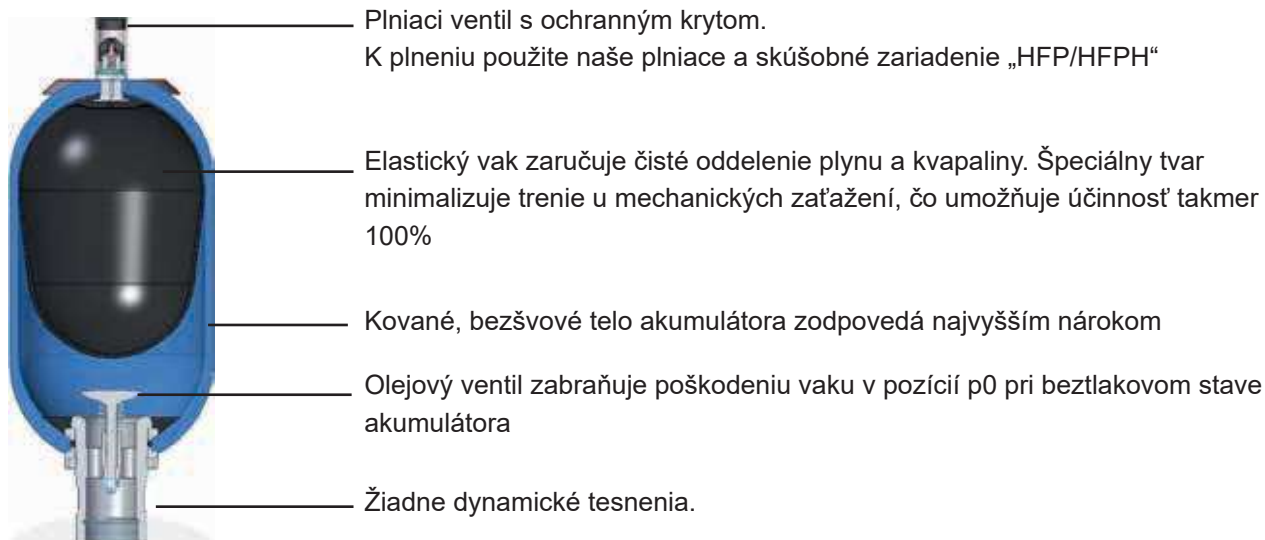 Plniaci ventil s ochranným krytom.
K plneniu použite naše plniace a skúšobné zariadenie „HFP/HFPH“
Elastický vak zaručuje čisté oddelenie plynu a kvapaliny. Špeciálny tvar
minimalizuje trenie u mechanických zaťažení, čo umožňuje účinnosť takmer
100%
Kované, bezšvové telo akumulátora zodpovedá najvyšším nárokom
Olejový ventil zabraňuje poškodeniu vaku v pozícií p0 pri beztlakovom stave
akumulátora
Žiadne dynamické tesnenia.